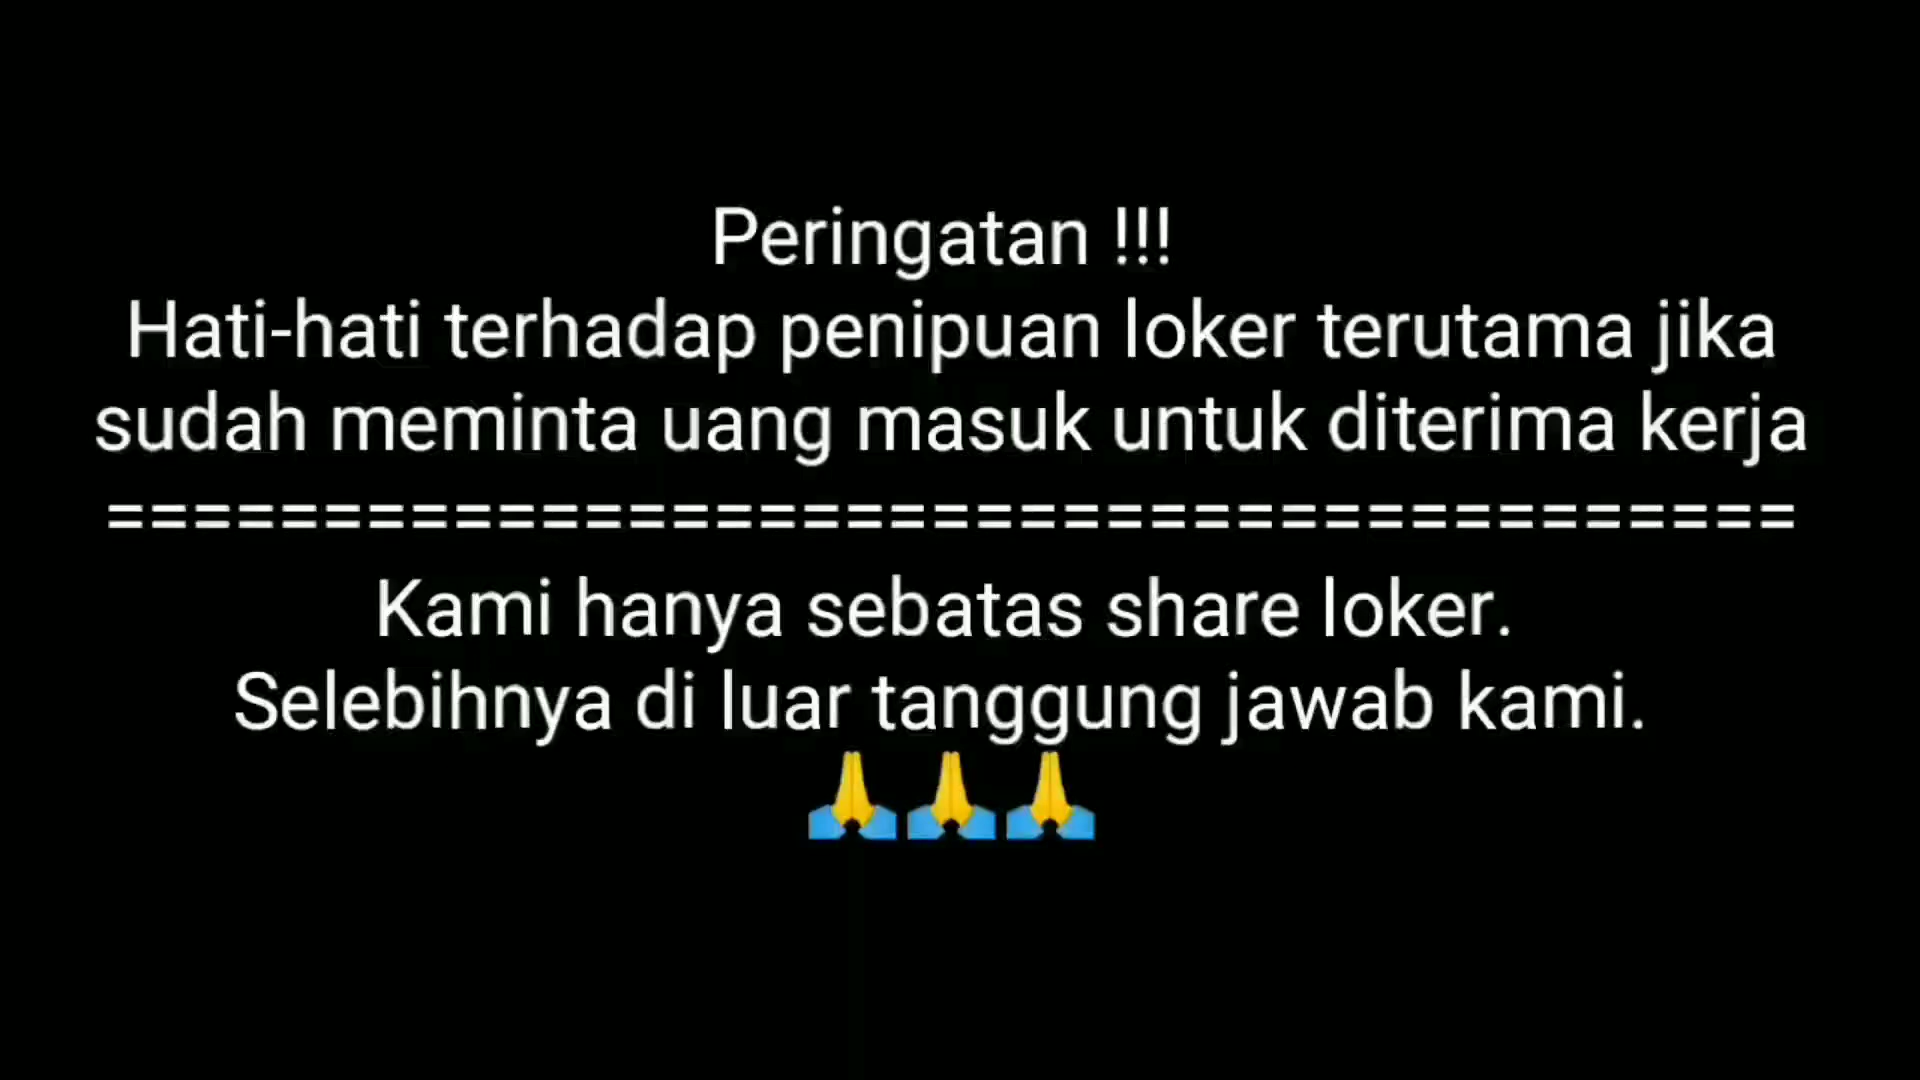 Peringatan !!!
Hati-hati terhadap penipuan loker terutama jika
sudah meminta uang masuk untuk diterima kerja
=======================================
Kami hanya sebatas share loker.
Selebihnya di luar tanggung jawab kami.
🙏🙏🙏